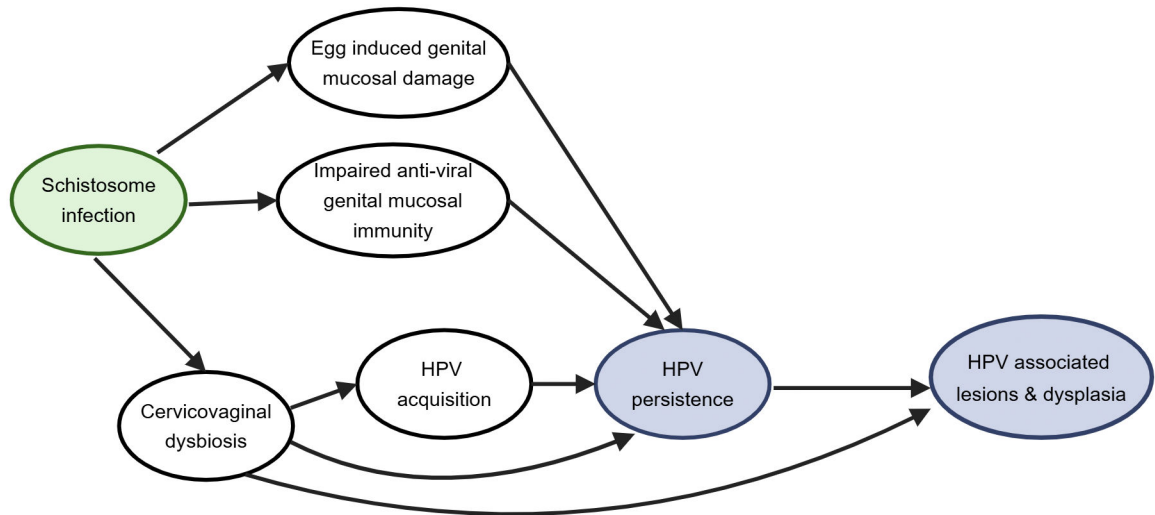 Egg induced genital
mucosal damage
Schistosome
infection
Impaired anti-viral
genital mucosal
immunity
Cervicovaginal
dysbiosis
HPV
acquisition
HPV
persistence
HPV associated
lesions & dysplasia